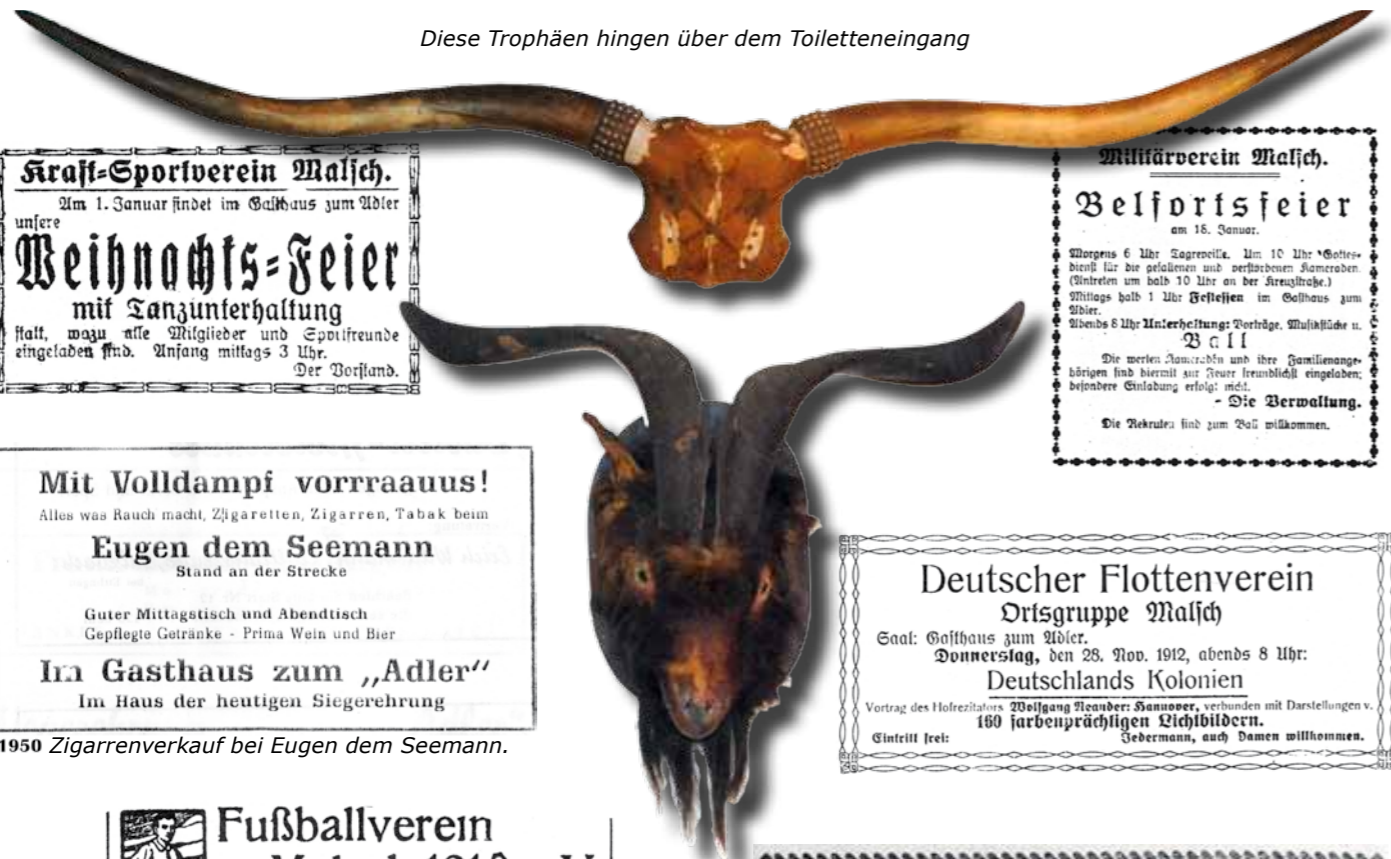 Diese Trophäen hingen über dem Toiletteneingang
Kraft-Sportverein Malsch.
Am 1. Januar findet im Gasthaus zum Adler
unsere
Weihnachts-Feier
mit Tanzunterhaltung
statt, wozu alle Mitglieder und Sportfreunde
eingeladen sind. Anfang mittags 3 Uhr.
Der Vorstand.
Militärverein Malsch.
Belfortsfeier
am 18. Januar.
Morgens 6 Uhr Tagreveille. Um 10 Uhr Gottes-
dienst für die gefallenen und verstorbenen Kameraden.
(Antreten um halb 10 Uhr an der Kreuzstraße.)
Mittags halb 1 Uhr Festessen im Gasthaus zum
Adler.
Abends 8 Uhr Unterhaltung: Vorträge, Musikstücke u.
Ball
Die werten Kameraden und ihre Familienange-
hörigen sind hiermit zur Feuer freundlichst eingeladen;
besondere Einladung erfolgt nicht.
- Die Verwaltung.
Die Rekruten sind zum Ball willkommen.
Mit Volldampf vorrraauus!
Alles was Rauch macht, Zigaretten, Zigarren, Tabak beim
Eugen dem Seemann
Stand an der Strecke
Guter Mittagstisch und Abendtisch
Gepflegte Getränke - Prima Wein und Bier
Im Gasthaus zum „Adler“
Im Haus der heutigen Siegerehrung
1950 Zigarrenverkauf bei Eugen dem Seemann.
Deutscher Flottenverein
Ortsgruppe Malsch
Saal: Gasthaus zum Adler.
Donnerstag, den 28. Nov. 1912, abends 8 Uhr:
Deutschlands Kolonien
Vortrag des Hofrezitators Wolfgang Neander: Hannover, verbunden mit Darstellungen v.
160 farbenprächtigen Lichtbildern.
Eintritt frei: Jedermann, auch Damen willkommen.
Fußballverein